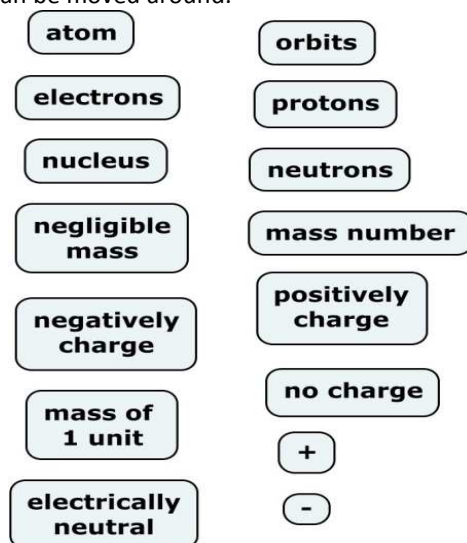 can be moved around.
atom
electrons
nucleus
negligible
mass
negatively
charge
mass of
1 unit
electrically
neutral
orbits
protons
neutrons
mass number
positively
charge
no charge
+
-